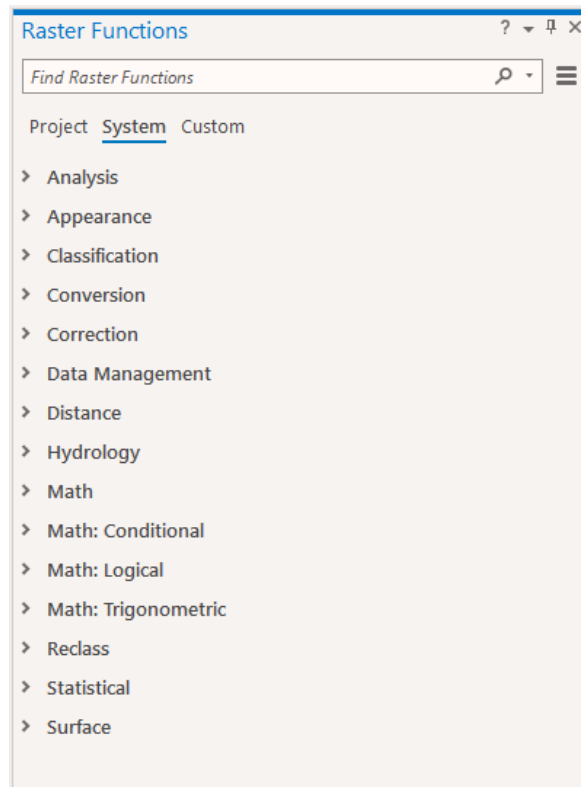 Raster Functions ?
Find Raster Functions
Project System Custom
Analysis
Appearance
Classification
Conversion
Correction
Data Management
Distance
Hydrology
Math
Math: Conditional
Math: Logical
Math: Trigonometric
Reclass
Statistical
Surface